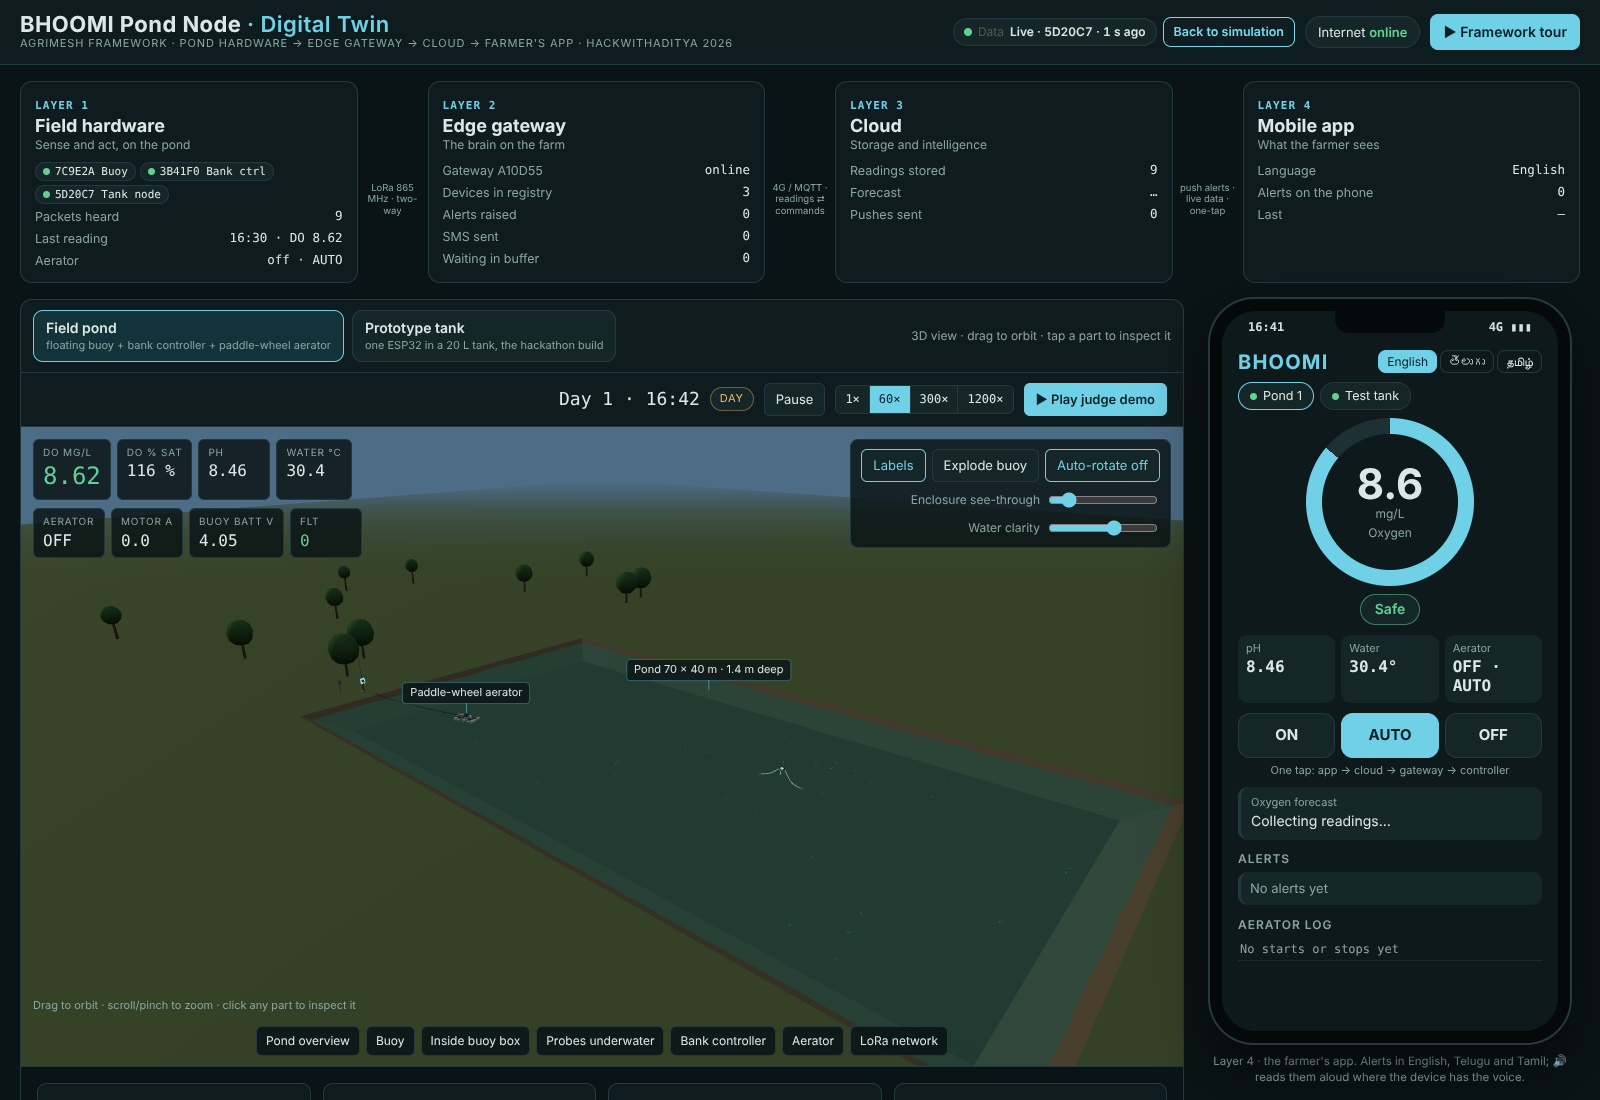 BHOOMI Pond Node · Digital Twin
AGRIMESH FRAMEWORK · POND HARDWARE → EDGE GATEWAY → CLOUD → FARMER'S APP · HACKWITHADITYA 2026
Data Live · 5D20C7 · 1 s ago
Back to simulation
Internet online
▶ Framework tour
LAYER 1
Field hardware
Sense and act, on the pond
7C9E2A Buoy
3B41F0 Bank ctrl
5D20C7 Tank node
Packets heard 9
Last reading 16:30 · DO 8.62
Aerator off · AUTO
LoRa 865
MHz · two-
way
LAYER 2
Edge gateway
The brain on the farm
Gateway A10D55 online
Devices in registry 3
Alerts raised 0
SMS sent 0
Waiting in buffer 0
4G / MQTT ·
readings ⇄
commands
LAYER 3
Cloud
Storage and intelligence
Readings stored 9
Forecast …
Pushes sent 0
push alerts ·
live data ·
one-tap
LAYER 4
Mobile app
What the farmer sees
Language English
Alerts on the phone 0
Last –
Field pond
floating buoy + bank controller + paddle-wheel aerator
Prototype tank
one ESP32 in a 20 L tank, the hackathon build
3D view · drag to orbit · tap a part to inspect it
Day 1 · 16:42
DAY
Pause
1×
60×
300×
1200×
▶ Play judge demo
DO MG/L
8.62
DO % SAT
116 %
PH
8.46
WATER °C
30.4
AERATOR
OFF
MOTOR A
0.0
BUOY BATT V
4.05
FLT
0
Labels
Explode buoy
Auto-rotate off
Enclosure see-through
Water clarity
Pond 70 × 40 m · 1.4 m deep
Paddle-wheel aerator
Drag to orbit · scroll/pinch to zoom · click any part to inspect it
Pond overview
Buoy
Inside buoy box
Probes underwater
Bank controller
Aerator
LoRa network
16:41
4G
BHOOMI
English
తెలుగు
தமிழ்
Pond 1
Test tank
8.6
mg/L
Oxygen
Safe
pH
8.46
Water
30.4°
Aerator
OFF ·
AUTO
ON
AUTO
OFF
One tap: app → cloud → gateway → controller
Oxygen forecast
Collecting readings…
ALERTS
No alerts yet
AERATOR LOG
No starts or stops yet
Layer 4 · the farmer's app. Alerts in English, Telugu and Tamil; 🔊
reads them aloud where the device has the voice.